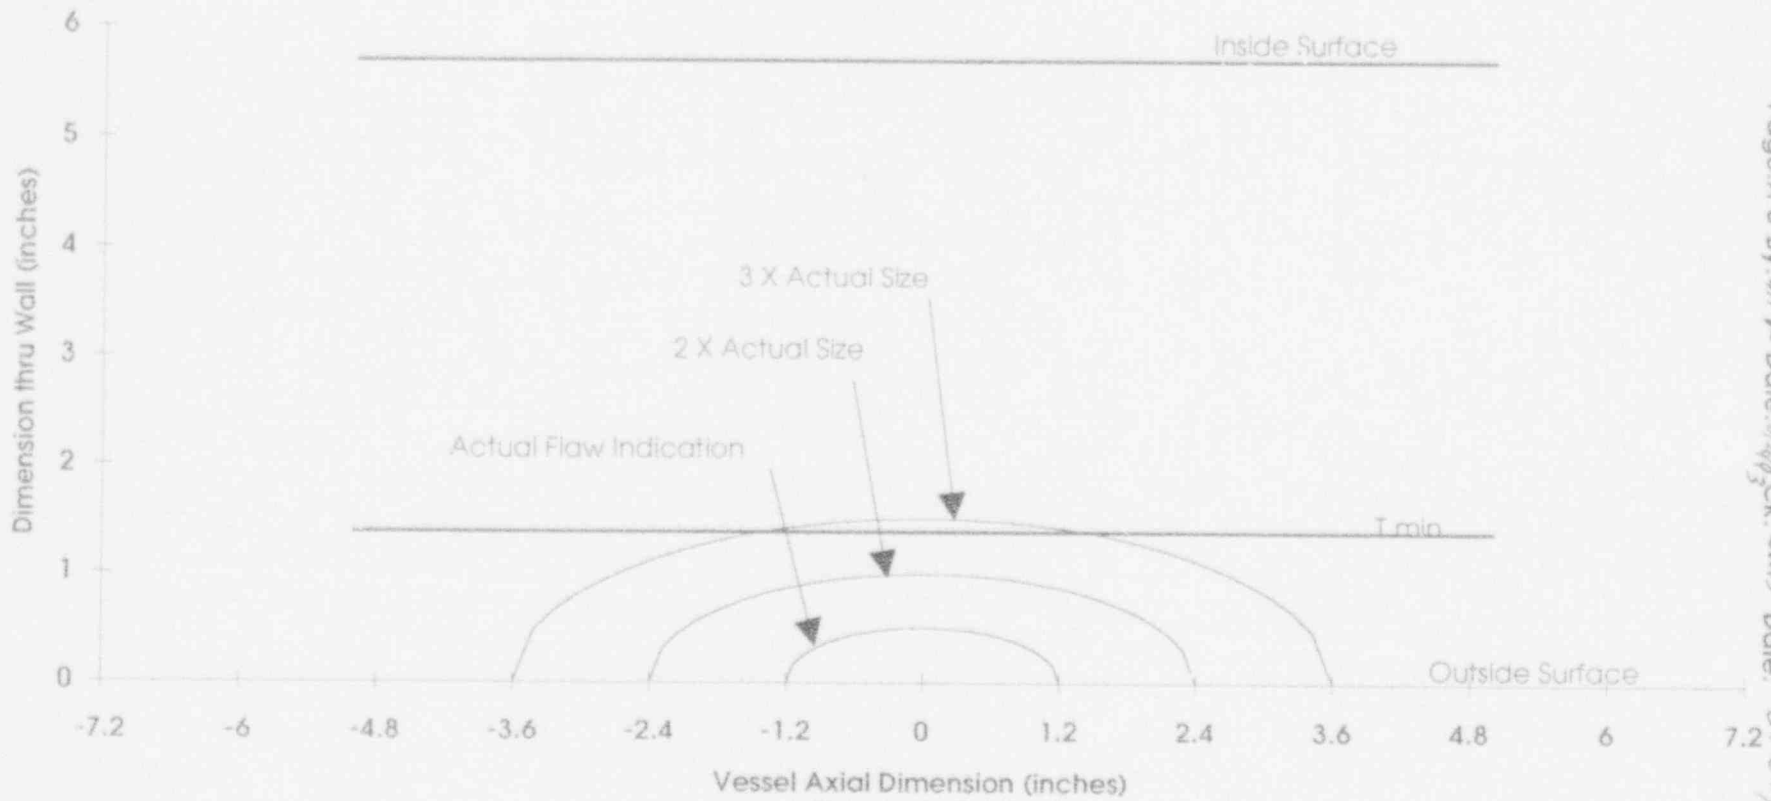 6
Inside Surface
5
4
3 X Actual Size
3
2 X Actual Size
Actual Flaw Indication
2
T min
1
0
Outside Surface
-7.2 -6 -4.8 -3.6 -2.4 -1.2 0 1.2 2.4 3.6 4.8 6 7.2
Vessel Axial Dimension (inches)
Dimension thru Wall (inches)
Date: